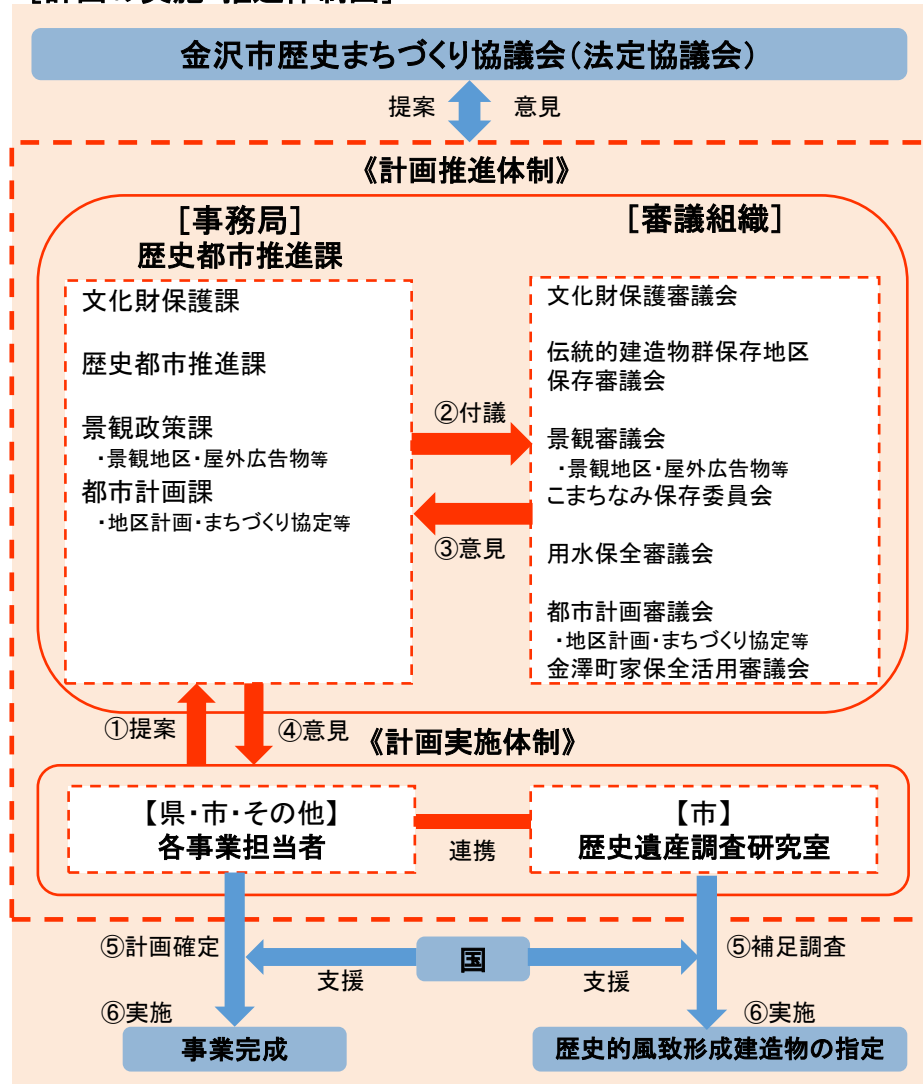 [計画の実施・推進体制図]
金沢市歴史まちづくり協議会(法定協議会)
提案
意見
《計画推進体制》
[事務局]
歴史都市推進課
文化財保護課
歴史都市推進課
景観政策課
・景観地区・屋外広告物等
都市計画課
・地区計画・まちづくり協定等
②付議
③意見
[審議組織]
文化財保護審議会
伝統的建造物群保存地区
保存審議会
景観審議会
・景観地区・屋外広告物等
こまちなみ保存委員会
用水保全審議会
都市計画審議会
・地区計画・まちづくり協定等
金澤町家保全活用審議会
①提案
④意見
《計画実施体制》
【県・市・その他】
各事業担当者
連携
【市】
歴史遺産調査研究室
⑤計画確定
支援
国
支援
⑤補足調査
⑥実施
⑥実施
事業完成
歴史的風致形成建造物の指定